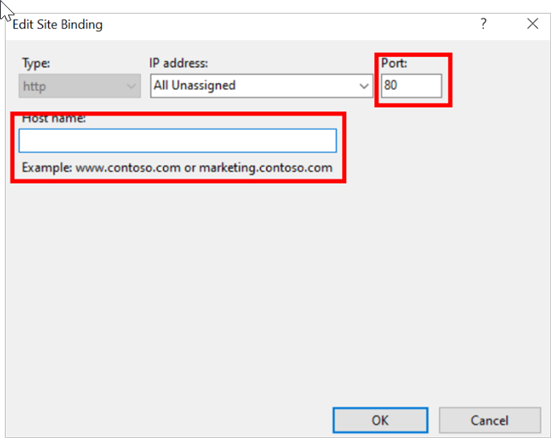 Edit Site Binding ?
Type: IP address: Port:
http All Unassigned 80
Host name:
Example: www.contoso.com or marketing.contoso.com
OK Cancel